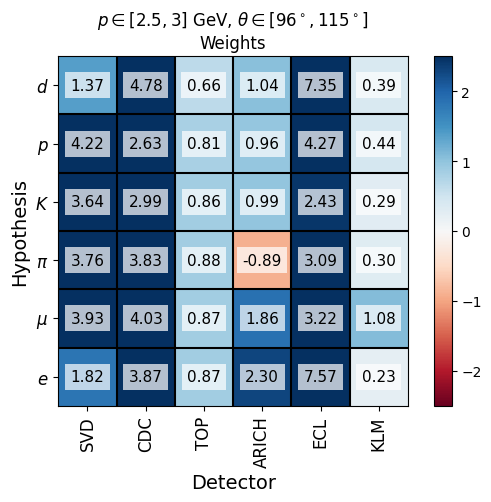 p ∈ [2.5, 3] GeV, θ ∈ [96°, 115°]
Weights
d 1.37 4.78 0.66 1.04 7.35 0.39
p 4.22 2.63 0.81 0.96 4.27 0.44
K 3.64 2.99 0.86 0.99 2.43 0.29
π 3.76 3.83 0.88 -0.89 3.09 0.30
μ 3.93 4.03 0.87 1.86 3.22 1.08
e 1.82 3.87 0.87 2.30 7.57 0.23
Hypothesis
SVD CDC TOP ARICH ECL KLM
Detector
2
1
0
−1
−2